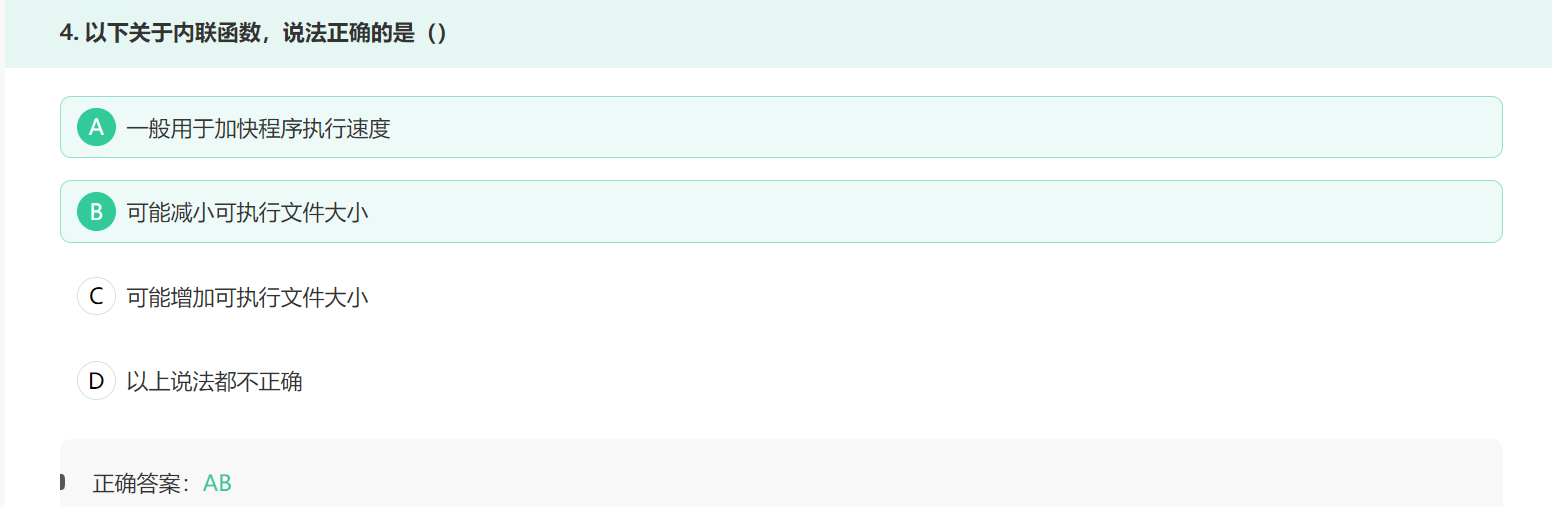 4. 以下关于内联函数，说法正确的是（）
A 一般用于加快程序执行速度
B 可能减小可执行文件大小
C 可能增加可执行文件大小
D 以上说法都不正确
正确答案：AB